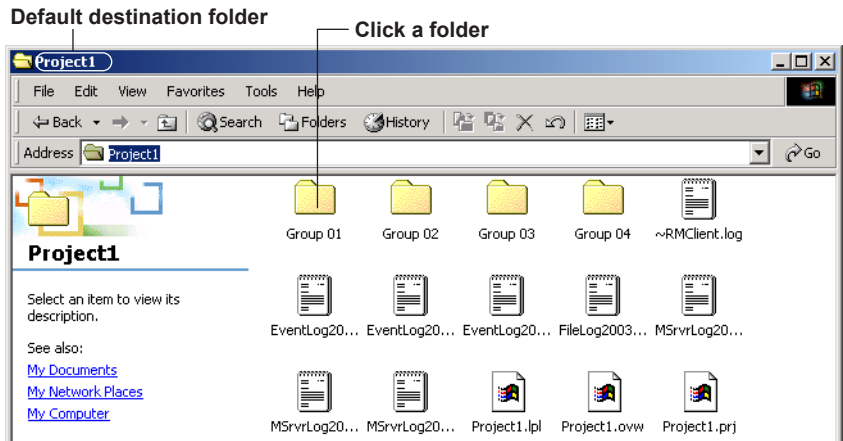 Default destination folder
Click a folder
Project1
File Edit View Favorites Tools Help
Back Search Folders History
Address Project1 Go
Project1
Select an item to view its
description.
See also:
My Documents
My Network Places
My Computer
Group 01 Group 02 Group 03 Group 04 ~RMClient.log
EventLog20... EventLog20... EventLog20... FileLog2003... MSrvrLog20...
MSrvrLog20... MSrvrLog20... Project1.lpl Project1.ovw Project1.prj